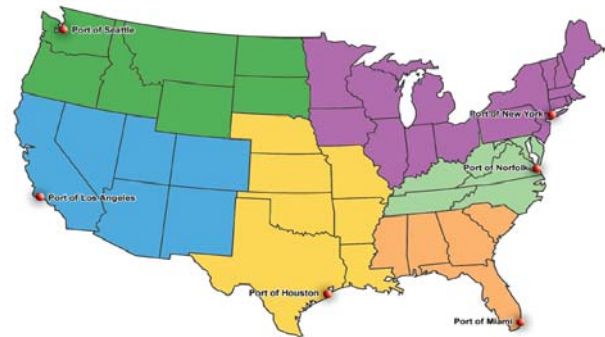 Port of Seattle
Port of New York
Port of Norfolk
Port of Los Angeles
Port of Houston
Port of Miami